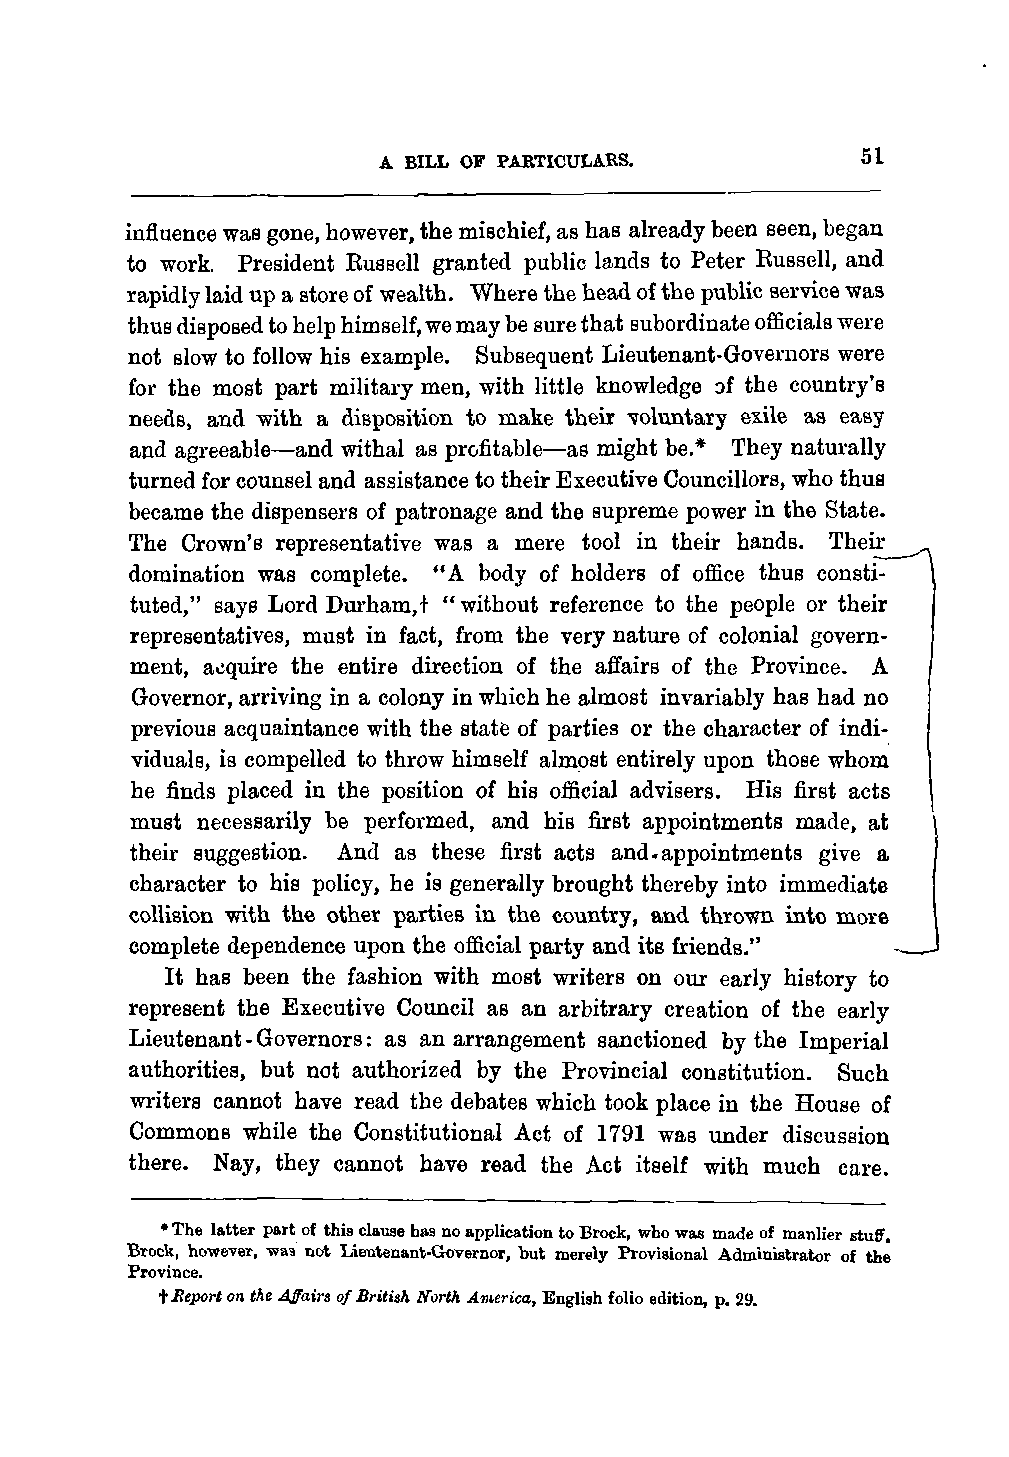 A BILL OF PARTICULARS. 51
influence was gone, however, the mischief, as has already been seen, began
to work. President Russell granted public lands to Peter Russell, and
rapidly laid up a store of wealth. Where the head of the public service was
thus disposed to help himself, we may be sure that subordinate officials were
not slow to follow his example. Subsequent Lieutenant-Governors were
for the most part military men, with little knowledge of the country's
needs, and with a disposition to make their voluntary exile as easy
and agreeable—and withal as profitable—as might be.* They naturally
turned for counsel and assistance to their Executive Councillors, who thus
became the dispensers of patronage and the supreme power in the State.
The Crown's representative was a mere tool in their hands. Their
domination was complete. "A body of holders of office thus consti-
tuted," says Lord Durham,† "without reference to the people or their
representatives, must in fact, from the very nature of colonial govern-
ment, acquire the entire direction of the affairs of the Province. A
Governor, arriving in a colony in which he almost invariably has had no
previous acquaintance with the state of parties or the character of indi-
viduals, is compelled to throw himself almost entirely upon those whom
he finds placed in the position of his official advisers. His first acts
must necessarily be performed, and his first appointments made, at
their suggestion. And as these first acts and appointments give a
character to his policy, he is generally brought thereby into immediate
collision with the other parties in the country, and thrown into more
complete dependence upon the official party and its friends."
It has been the fashion with most writers on our early history to
represent the Executive Council as an arbitrary creation of the early
Lieutenant-Governors: as an arrangement sanctioned by the Imperial
authorities, but not authorized by the Provincial constitution. Such
writers cannot have read the debates which took place in the House of
Commons while the Constitutional Act of 1791 was under discussion
there. Nay, they cannot have read the Act itself with much care.
*The latter part of this clause has no application to Brock, who was made of manlier stuff.
Brock, however, was not Lieutenant-Governor, but merely Provisional Administrator of the
Province.
†Report on the Affairs of British North America, English folio edition, p. 29.